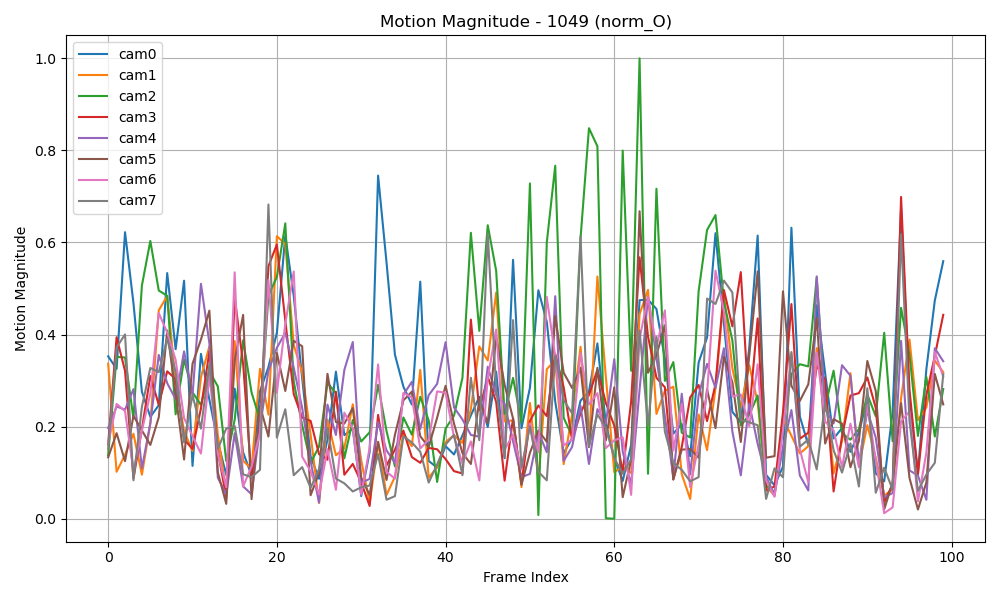 Motion Magnitude - 1049 (norm_O)
Motion Magnitude
1.0
0.8
0.6
0.4
0.2
0.0
cam0
cam1
cam2
cam3
cam4
cam5
cam6
cam7
0 20 40 60 80 100
Frame Index